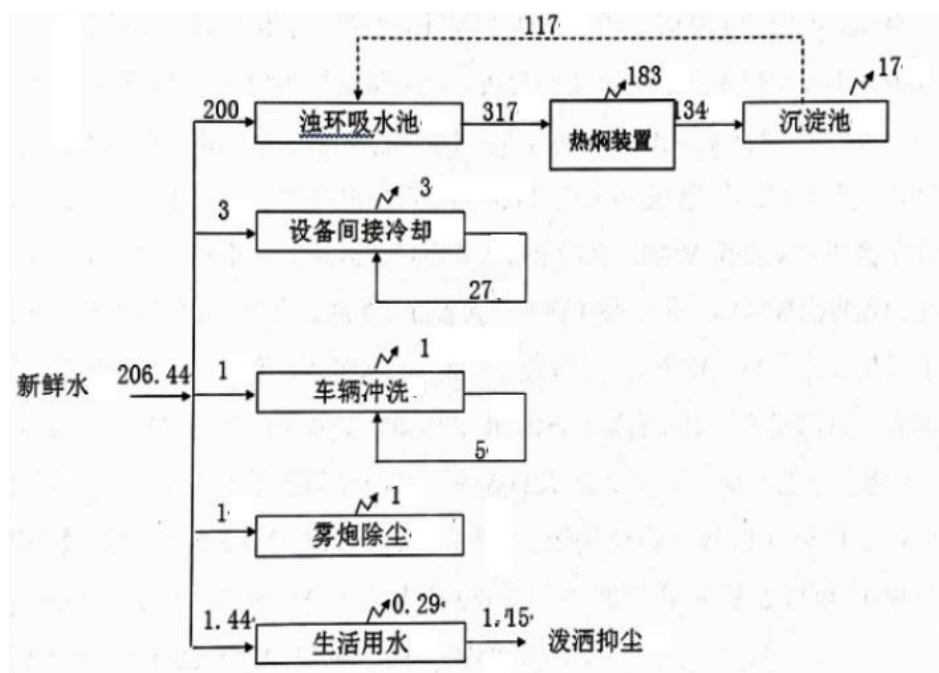 117
183
17
200
浊环吸水池
317
热焖装置
134
沉淀池
3
3
设备间接冷却
27
新鲜水
206.44
1
1
车辆冲洗
5
1
1
雾炮除尘
1.44
0.29
生活用水
1.15
泼洒抑尘